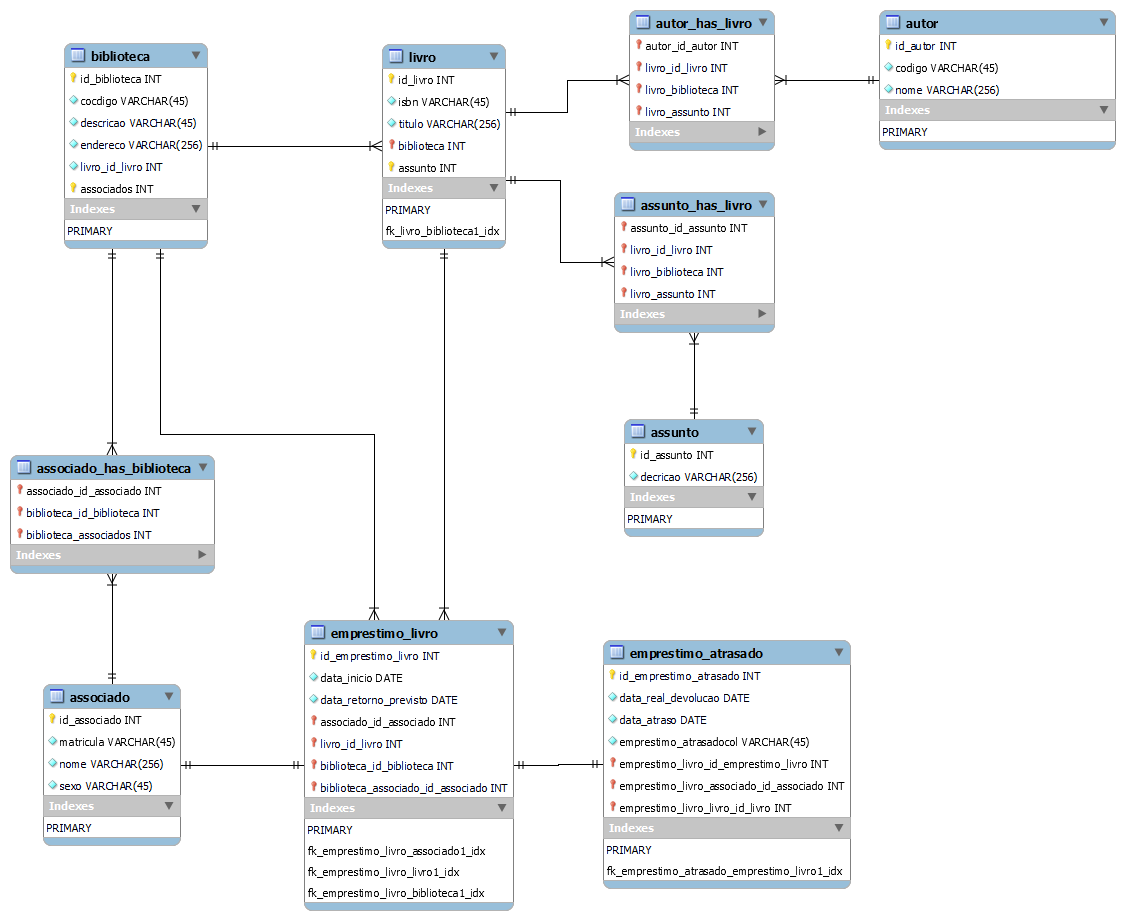 biblioteca
id_biblioteca INT
cocdigo VARCHAR(45)
descricao VARCHAR(45)
endereco VARCHAR(256)
livro_id_livro INT
associados INT
Indexes
PRIMARY
livro
id_livro INT
isbn VARCHAR(45)
titulo VARCHAR(256)
biblioteca INT
assunto INT
Indexes
PRIMARY
fk_livro_biblioteca1_idx
autor_has_livro
autor_id_autor INT
livro_id_livro INT
livro_biblioteca INT
livro_assunto INT
Indexes
autor
id_autor INT
codigo VARCHAR(45)
nome VARCHAR(256)
Indexes
PRIMARY
assunto_has_livro
assunto_id_assunto INT
livro_id_livro INT
livro_biblioteca INT
livro_assunto INT
Indexes
assunto
id_assunto INT
decricao VARCHAR(256)
Indexes
PRIMARY
associado_has_biblioteca
associado_id_associado INT
biblioteca_id_biblioteca INT
biblioteca_associados INT
Indexes
associado
id_associado INT
matricula VARCHAR(45)
nome VARCHAR(256)
sexo VARCHAR(45)
Indexes
PRIMARY
emprestimo_livro
id_emprestimo_livro INT
data_inicio DATE
data_retorno_previsto DATE
associado_id_associado INT
livro_id_livro INT
biblioteca_id_biblioteca INT
biblioteca_associado_id_associado INT
Indexes
PRIMARY
fk_emprestimo_livro_associado1_idx
fk_emprestimo_livro_livro1_idx
fk_emprestimo_livro_biblioteca1_idx
emprestimo_atrasado
id_emprestimo_atrasado INT
data_real_devolucao DATE
data_atraso DATE
emprestimo_atrasadocol VARCHAR(45)
emprestimo_livro_id_emprestimo_livro INT
emprestimo_livro_associado_id_associado INT
emprestimo_livro_livro_id_livro INT
Indexes
PRIMARY
fk_emprestimo_atrasado_emprestimo_livro1_idx